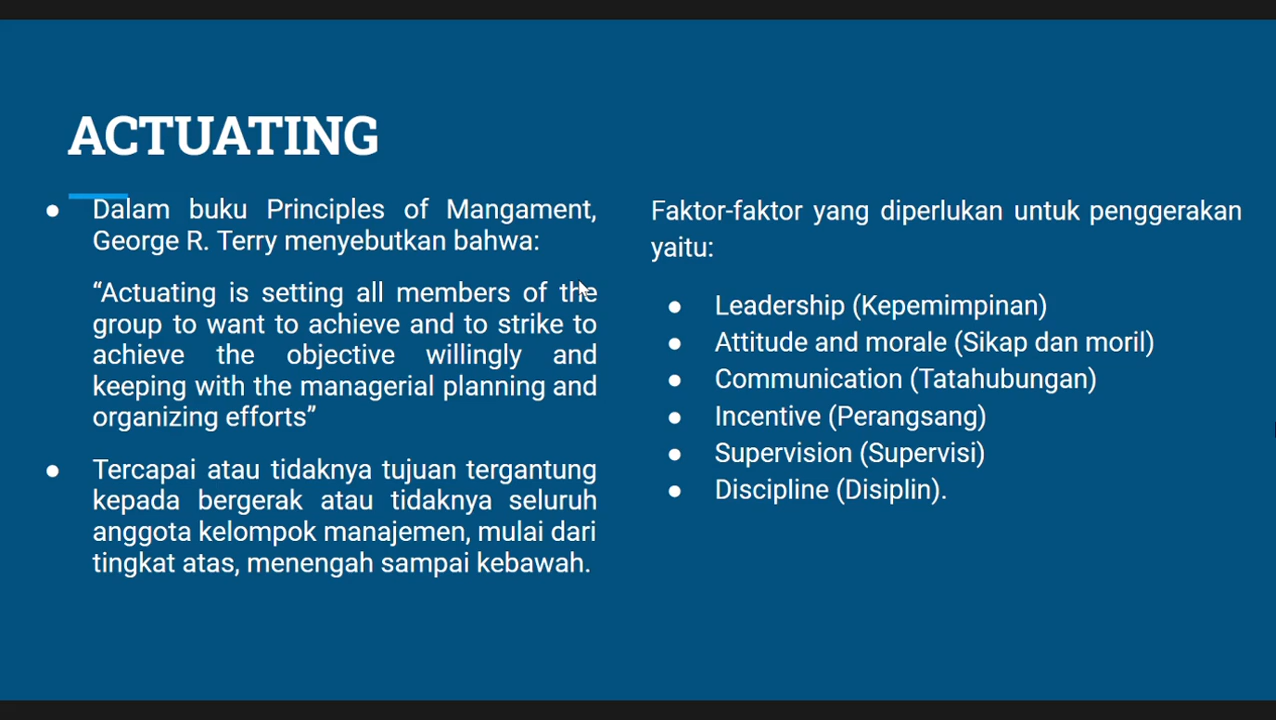 ACTUATING
● Dalam buku Principles of Mangament,
George R. Terry menyebutkan bahwa:
“Actuating is setting all members of the
group to want to achieve and to strike to
achieve the objective willingly and
keeping with the managerial planning and
organizing efforts”
● Tercapai atau tidaknya tujuan tergantung
kepada bergerak atau tidaknya seluruh
anggota kelompok manajemen, mulai dari
tingkat atas, menengah sampai kebawah.
Faktor-faktor yang diperlukan untuk penggerakan
yaitu:
● Leadership (Kepemimpinan)
● Attitude and morale (Sikap dan moril)
● Communication (Tatahubungan)
● Incentive (Perangsang)
● Supervision (Supervisi)
● Discipline (Disiplin).